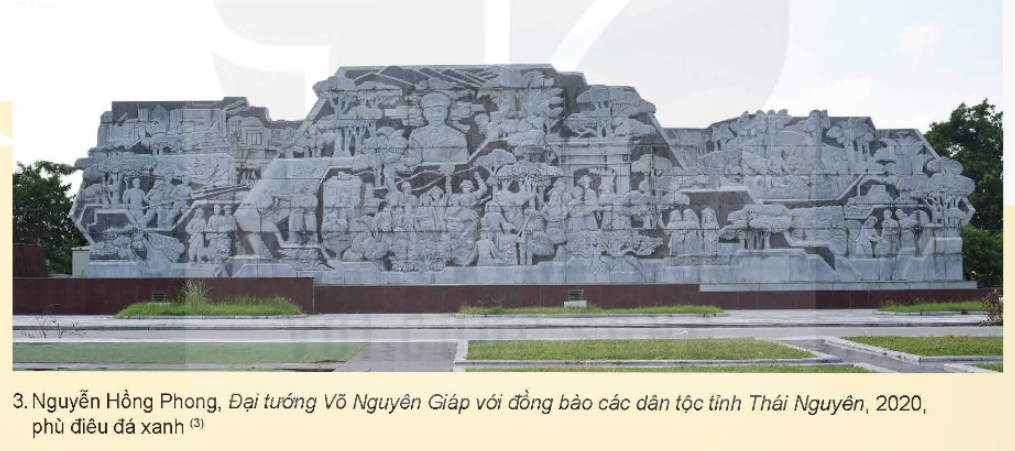 3. Nguyễn Hồng Phong, Đại tướng Võ Nguyên Giáp với đồng bào các dân tộc tỉnh Thái Nguyên, 2020,
phù điêu đá xanh (3)